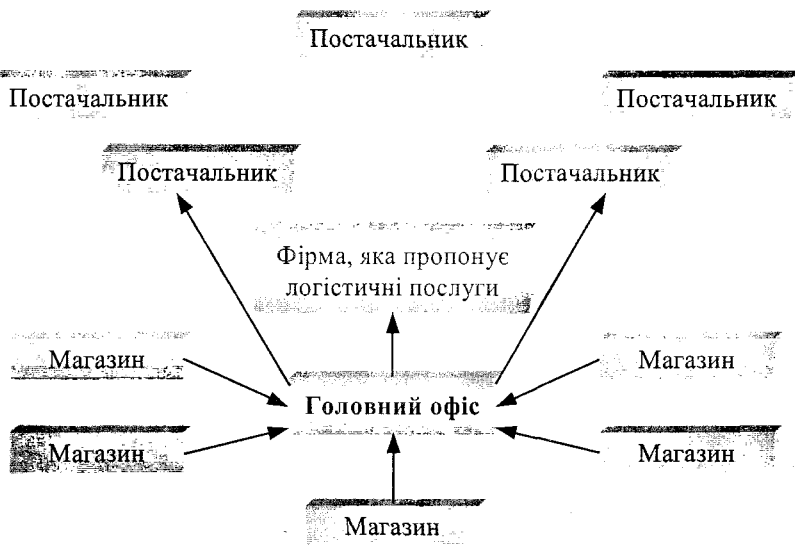 Постачальник
Постачальник
Постачальник
Постачальник
Постачальник
Фірма, яка пропонує
логістичні послуги
Магазин
Магазин
Головний офіс
Магазин
Магазин
Магазин